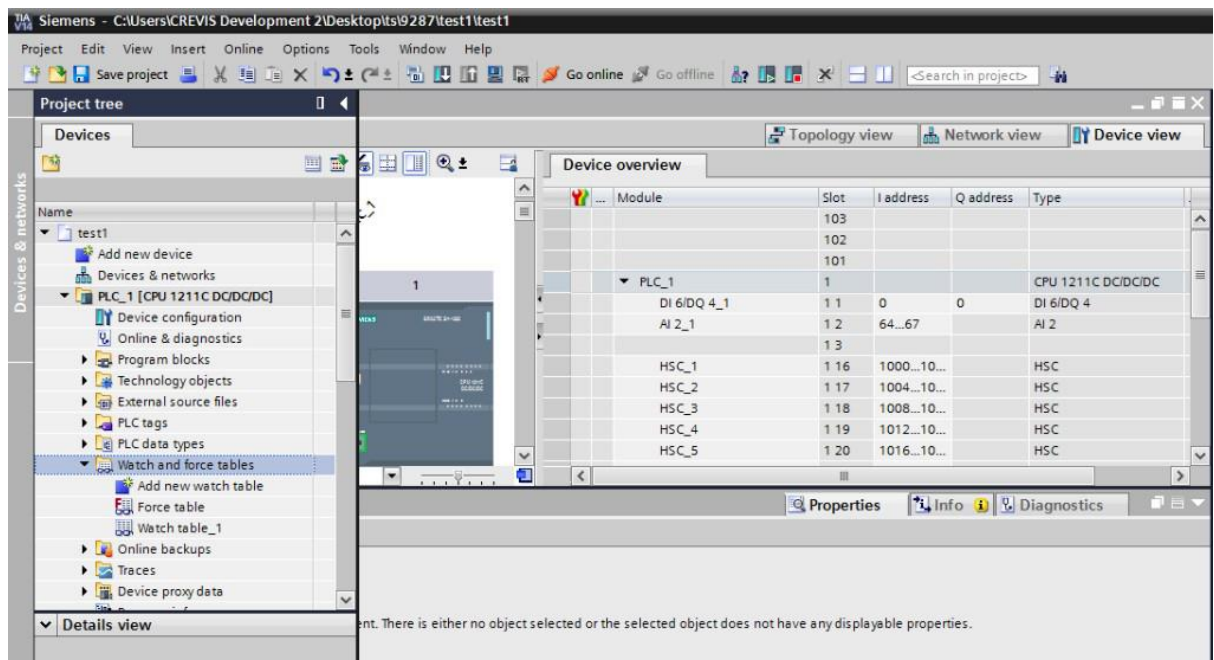 TIA V14 Siemens - C:\Users\CREVIS Development 2\Desktop\ts\9287\test1\test1
Project Edit View Insert Online Options Tools Window Help
Save project Go online Go offline <Search in project>
Project tree
Devices
Topology view Network view Device view
Devices & networks
Device overview
Name
test1
Add new device
Devices & networks
PLC_1 [CPU 1211C DC/DC/DC]
Device configuration
Online & diagnostics
Program blocks
Technology objects
External source files
PLC tags
PLC data types
Watch and force tables
Add new watch table
Force table
Watch table_1
Online backups
Traces
Device proxy data
Details view
1
... Module Slot I address Q address Type
103
102
101
PLC_1 1 CPU 1211C DC/DC/DC
DI 6/DQ 4_1 1 1 0 0 DI 6/DQ 4
AI 2_1 1 2 64...67 AI 2
1 3
HSC_1 1 16 1000...10... HSC
HSC_2 1 17 1004...10... HSC
HSC_3 1 18 1008...10... HSC
HSC_4 1 19 1012...10... HSC
HSC_5 1 20 1016...10... HSC
Properties Info Diagnostics
ent. There is either no object selected or the selected object does not have any displayable properties.